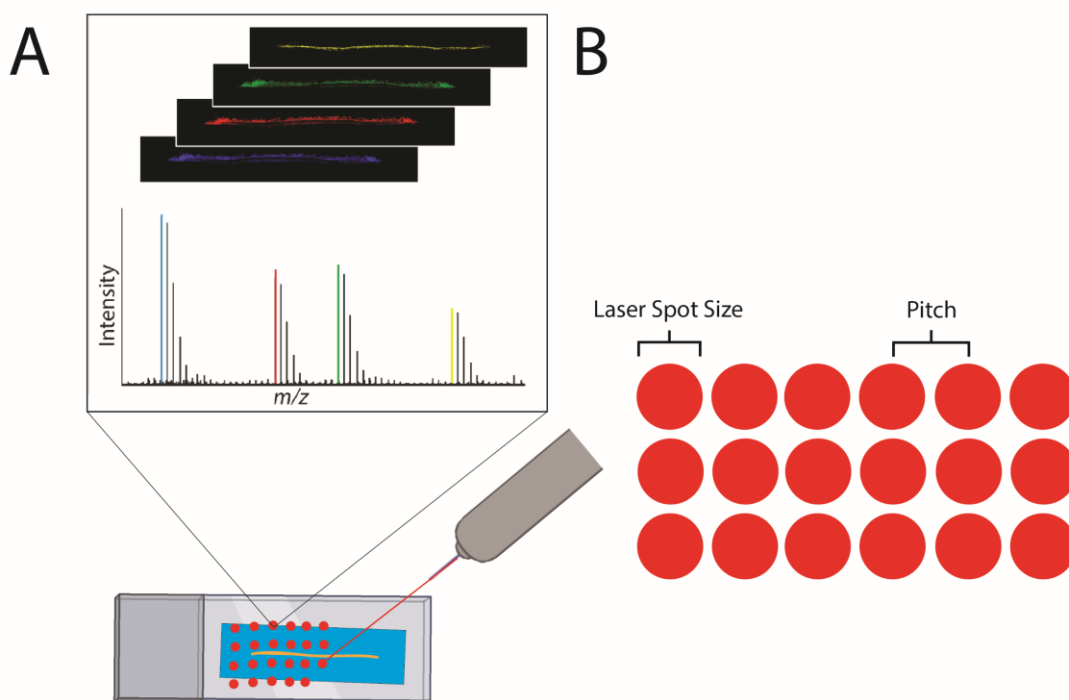 A
B
Intensity
m/z
Laser Spot Size
Pitch